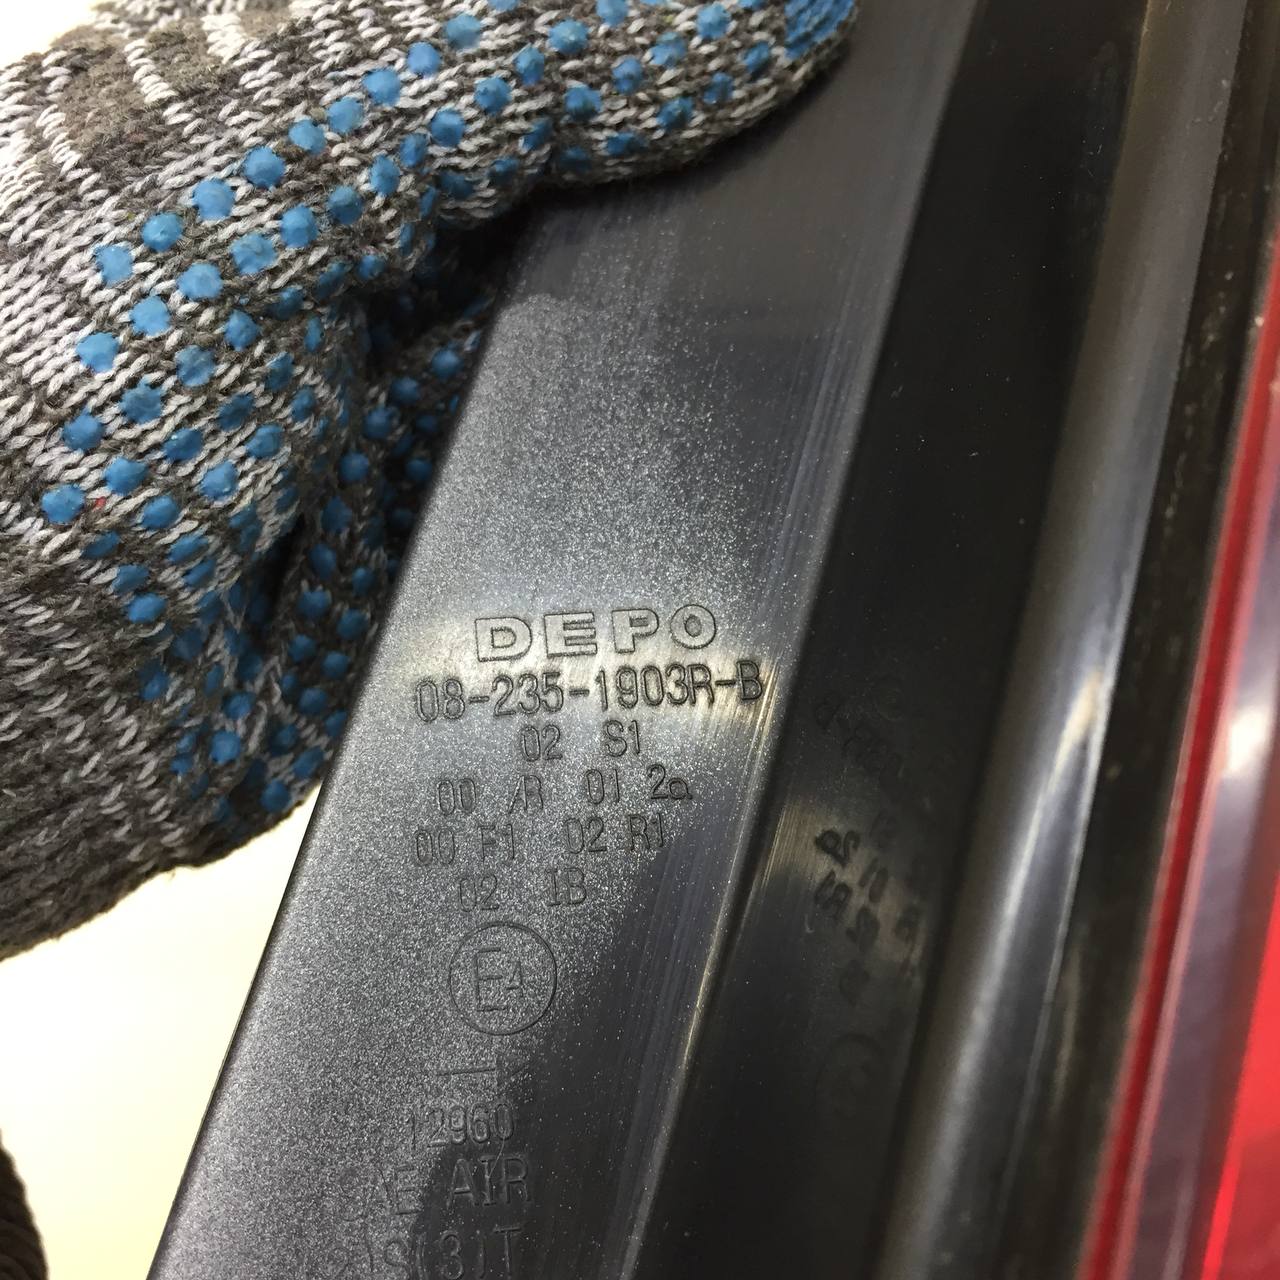 DEPO
08-235-1903R-B
02 S1
00 AR 01 2a
00 F1 02 R1
02 IB
E4
12960
SAE AIR